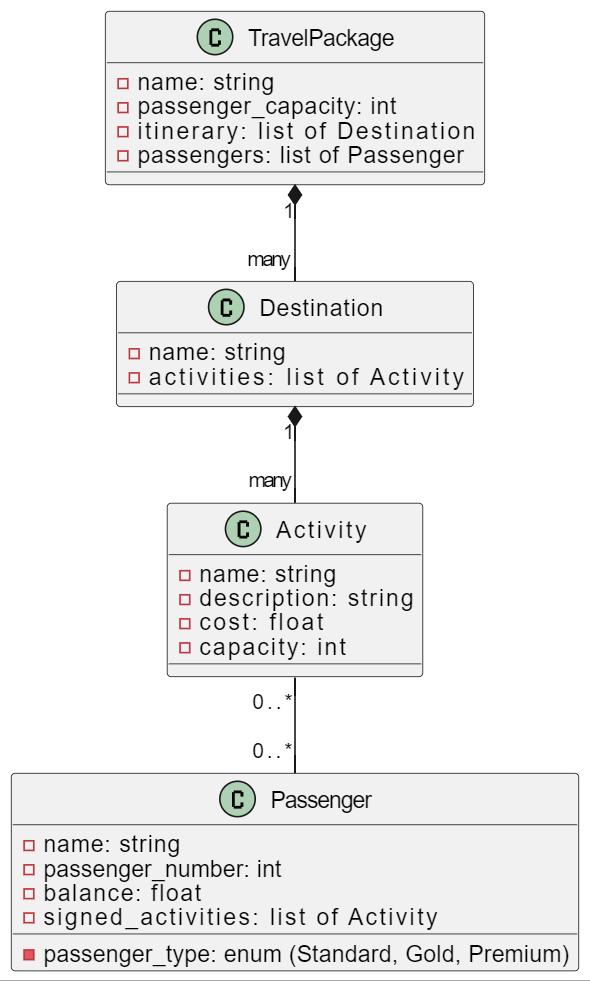 C TravelPackage
name: string
passenger_capacity: int
itinerary: list of Destination
passengers: list of Passenger
1
many
C Destination
name: string
activities: list of Activity
1
many
C Activity
name: string
description: string
cost: float
capacity: int
0..*
0..*
C Passenger
name: string
passenger_number: int
balance: float
signed_activities: list of Activity
passenger_type: enum (Standard, Gold, Premium)